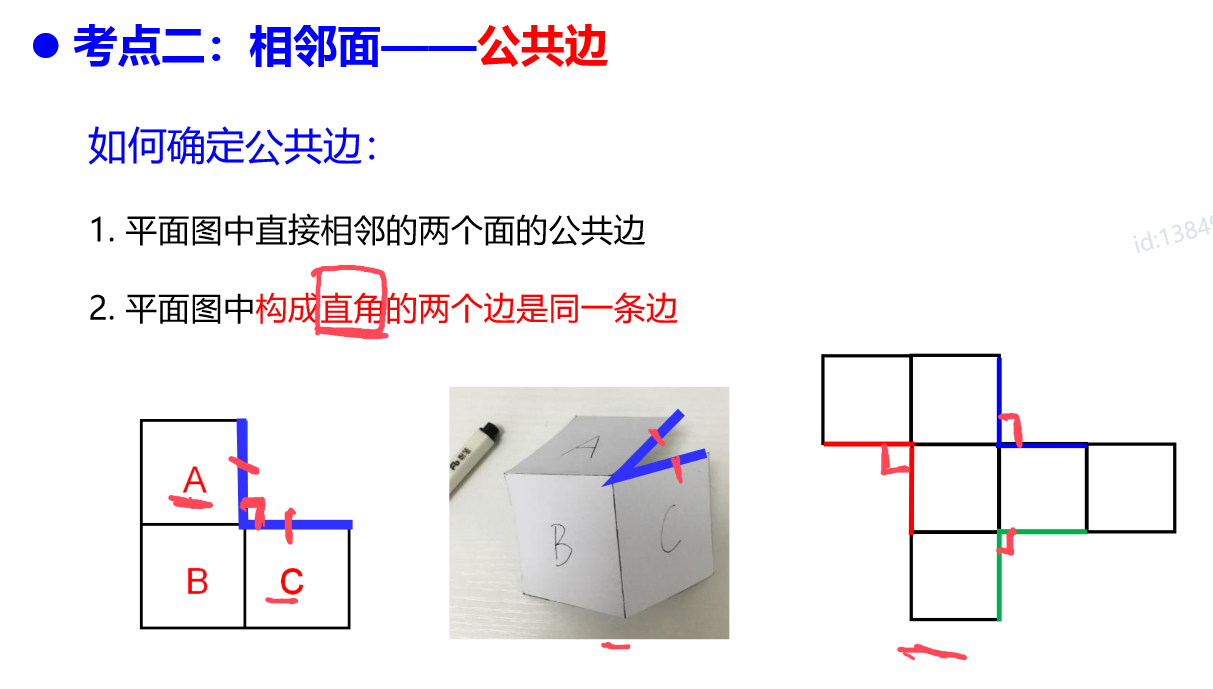 ● 考点二：相邻面——公共边
如何确定公共边：
1. 平面图中直接相邻的两个面的公共边
id:13849
2. 平面图中构成直角的两个边是同一条边
A
B C
A
B C